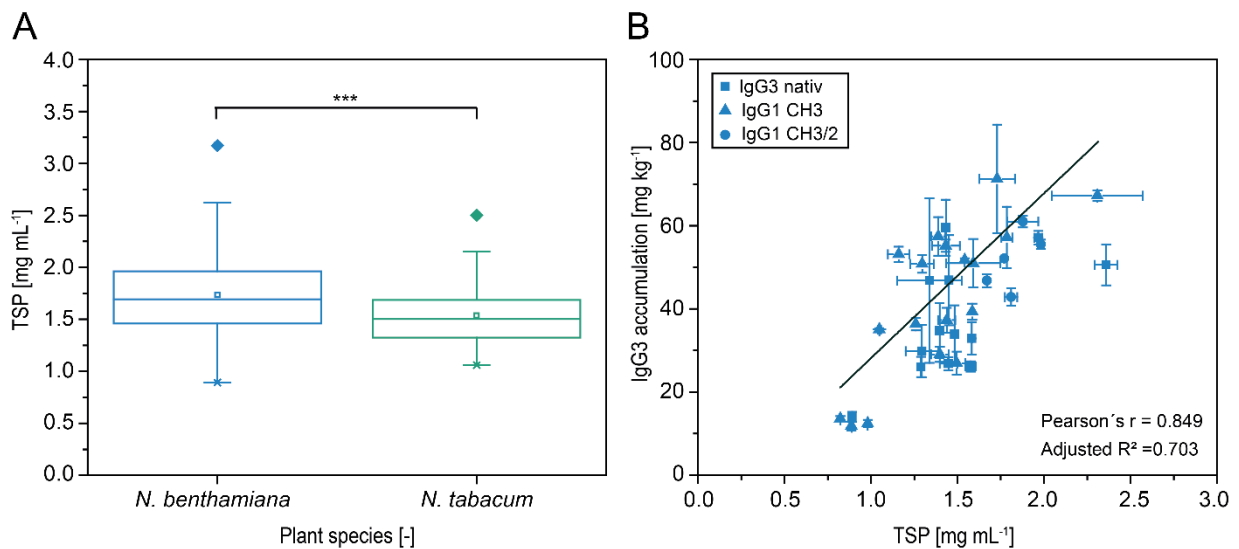 A
4.0
3.5
3.0
2.5
2.0
1.5
1.0
0.5
0.0
TSP [mg mL⁻¹]
***
N. benthamiana
N. tabacum
Plant species [-]
B
100
80
60
40
20
0
IgG3 accumulation [mg kg⁻¹]
IgG3 nativ
IgG1 CH3
IgG1 CH3/2
Pearson´s r = 0.849
Adjusted R² =0.703
0.0
0.5
1.0
1.5
2.0
2.5
3.0
TSP [mg mL⁻¹]